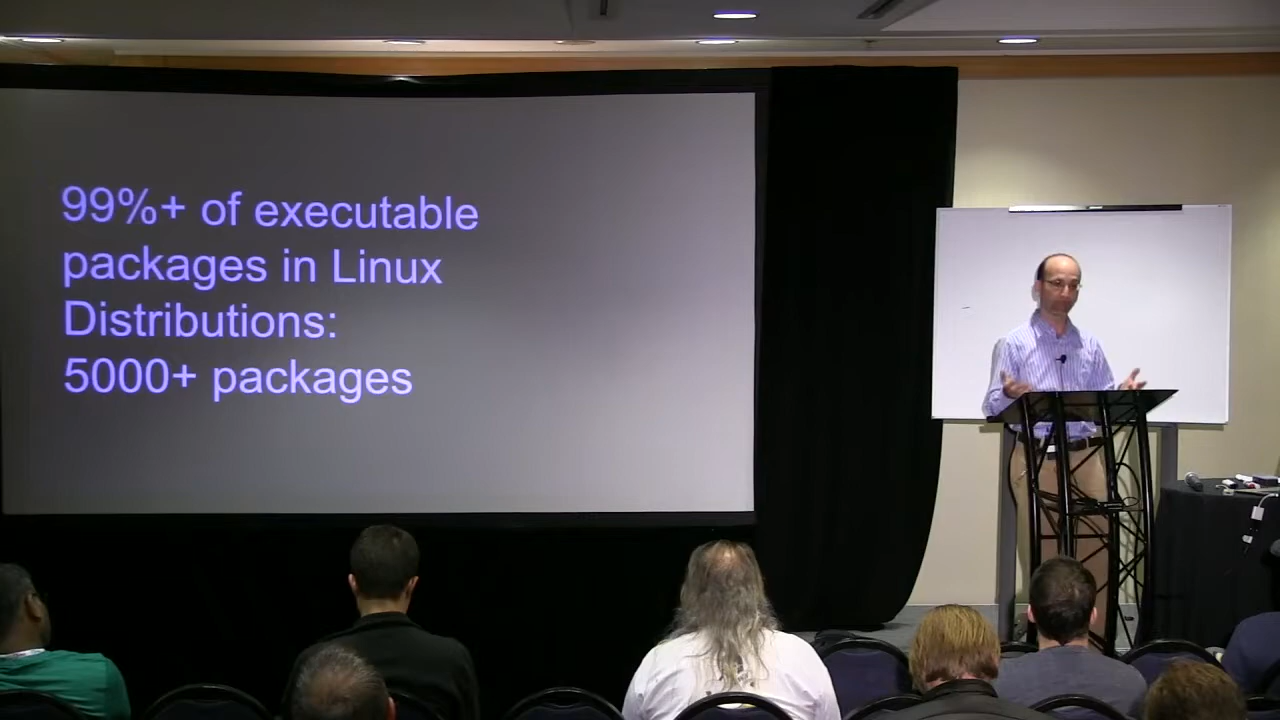 99%+ of executable
packages in Linux
Distributions:
5000+ packages